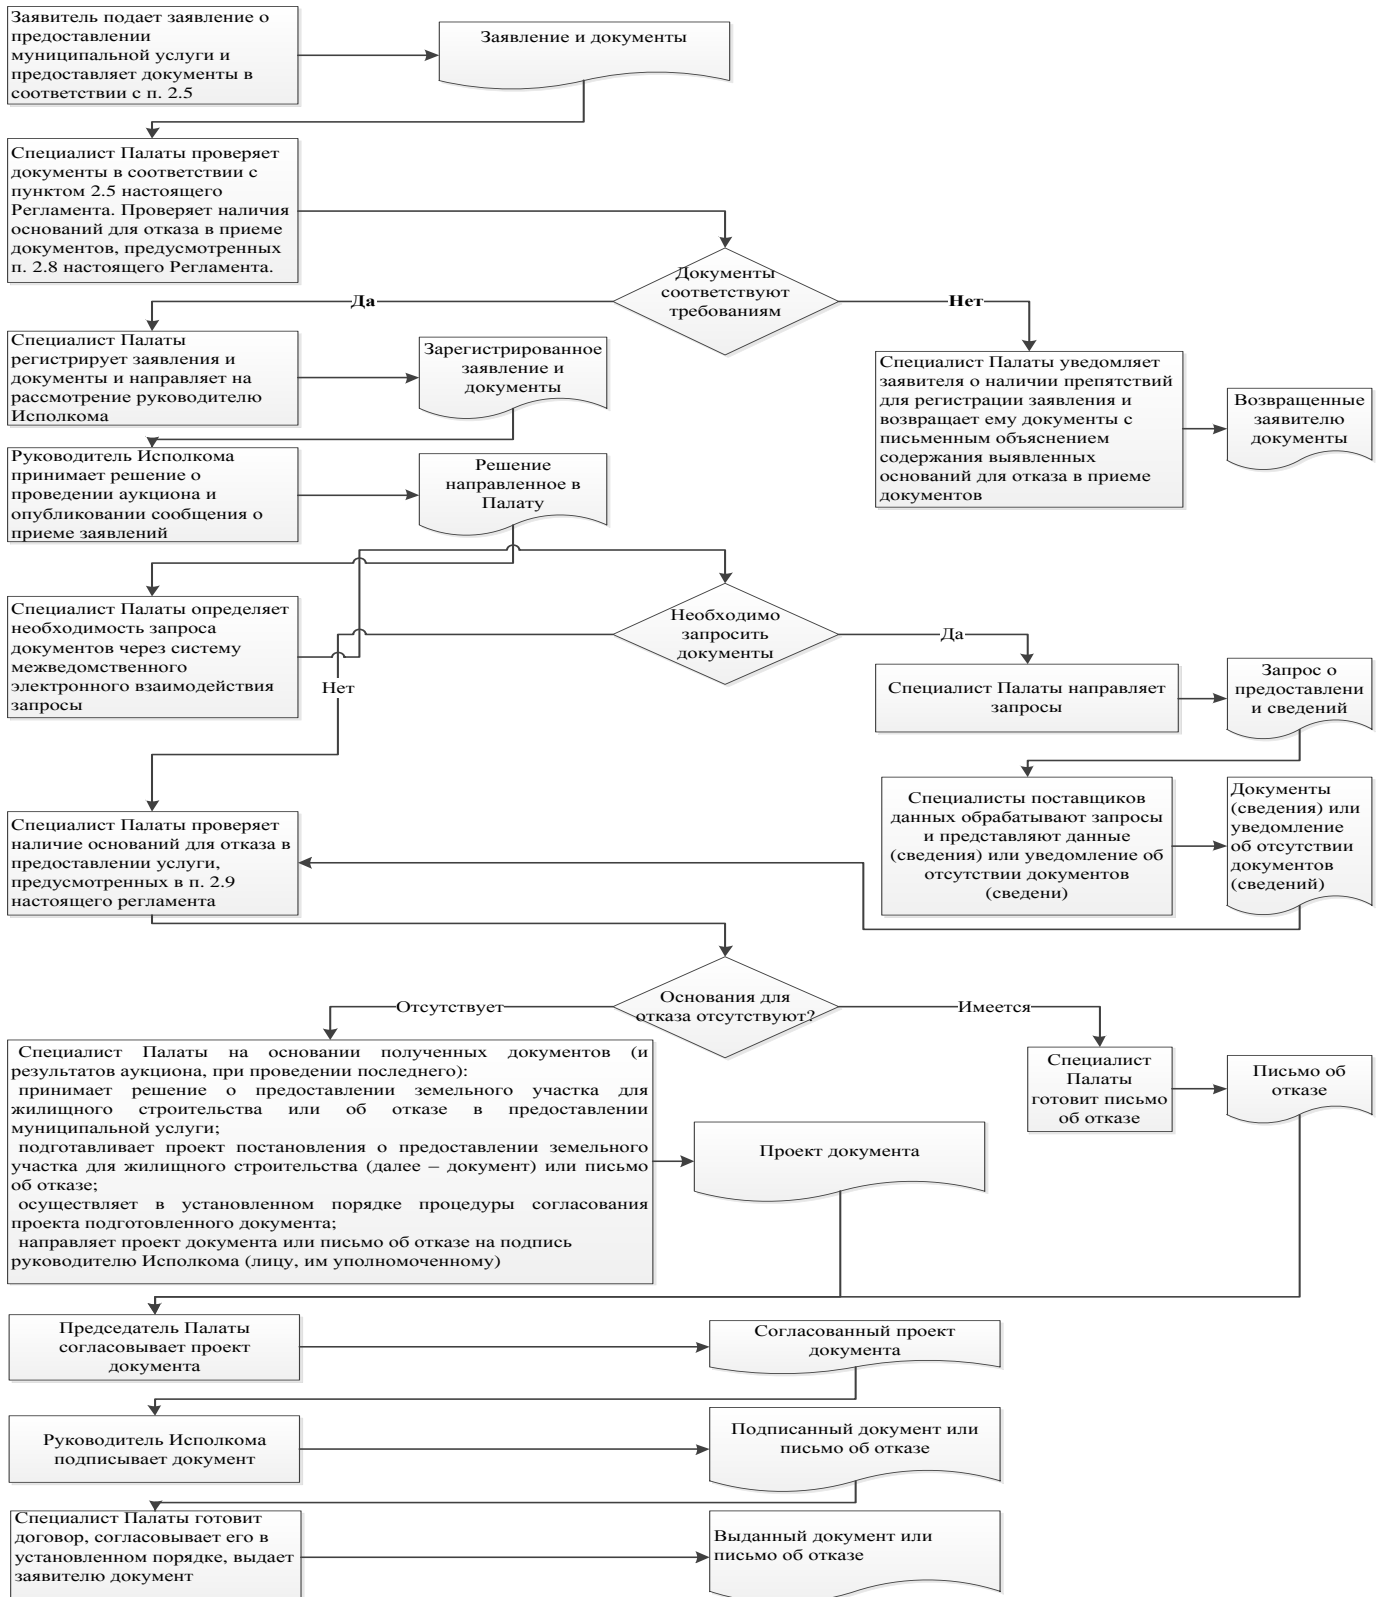 Заявитель подает заявление о
предоставлении
муниципальной услуги и
предоставляет документы в
соответствии с п. 2.5
Заявление и документы
Специалист Палаты проверяет
документы в соответствии с
пунктом 2.5 настоящего
Регламента. Проверяет наличия
оснований для отказа в приеме
документов, предусмотренных
п. 2.8 настоящего Регламента.
Документы
соответствуют
требованиям
Да
Нет
Специалист Палаты
регистрирует заявления и
документы и направляет на
рассмотрение руководителю
Исполкома
Зарегистрированное
заявление и
документы
Специалист Палаты уведомляет
заявителя о наличии препятствий
для регистрации заявления и
возвращает ему документы с
письменным объяснением
содержания выявленных
оснований для отказа в приеме
документов
Возвращенные
заявителю
документы
Руководитель Исполкома
принимает решение о
проведении аукциона и
опубликовании сообщения о
приеме заявлений
Решение
направленное в
Палату
Специалист Палаты определяет
необходимость запроса
документов через систему
межведомственного
электронного взаимодействия
запросы
Необходимо
запросить
документы
Да
Нет
Специалист Палаты направляет
запросы
Запрос о
предоставлени
и сведений
Специалисты поставщиков
данных обрабатывают запросы
и представляют данные
(сведения) или уведомление об
отсутствии документов
(сведени)
Документы
(сведения) или
уведомление
об отсутствии
документов
(сведений)
Специалист Палаты проверяет
наличие оснований для отказа в
предоставлении услуги,
предусмотренных в п. 2.9
настоящего регламента
Основания для
отказа отсутствуют?
Отсутствует
Имеется
Специалист Палаты на основании полученных документов (и
результатов аукциона, при проведении последнего):
принимает решение о предоставлении земельного участка для
жилищного строительства или об отказе в предоставлении
муниципальной услуги;
подготавливает проект постановления о предоставлении земельного
участка для жилищного строительства (далее – документ) или письмо
об отказе;
осуществляет в установленном порядке процедуры согласования
проекта подготовленного документа;
направляет проект документа или письмо об отказе на подпись
руководителю Исполкома (лицу, им уполномоченному)
Проект документа
Специалист
Палаты
готовит письмо
об отказе
Письмо об
отказе
Председатель Палаты
согласовывает проект
документа
Согласованный проект
документа
Руководитель Исполкома
подписывает документ
Подписанный документ или
письмо об отказе
Специалист Палаты готовит
договор, согласовывает его в
установленном порядке, выдает
заявителю документ
Выданный документ или
письмо об отказе